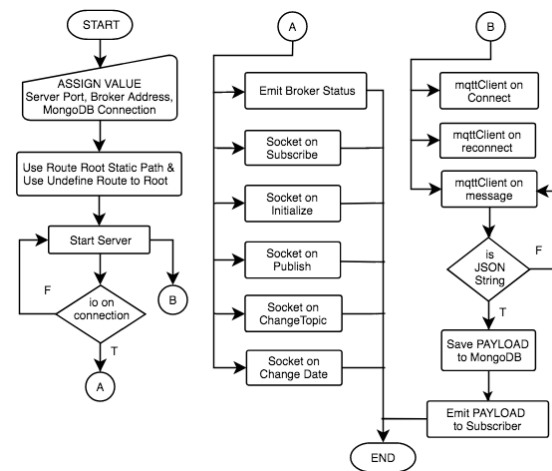 START
ASSIGN VALUE
Server Port, Broker Address,
MongoDB Connection
Use Route Root Static Path &
Use Undefine Route to Root
Start Server
F
B
io on
connection
T
A
A
Emit Broker Status
Socket on
Subscribe
Socket on
Initialize
Socket on
Publish
Socket on
ChangeTopic
Socket on
Change Date
END
B
mqttClient on
Connect
mqttClient on
reconnect
mqttClient on
message
is
JSON
String
F
T
Save PAYLOAD
to MongoDB
Emit PAYLOAD
to Subscriber